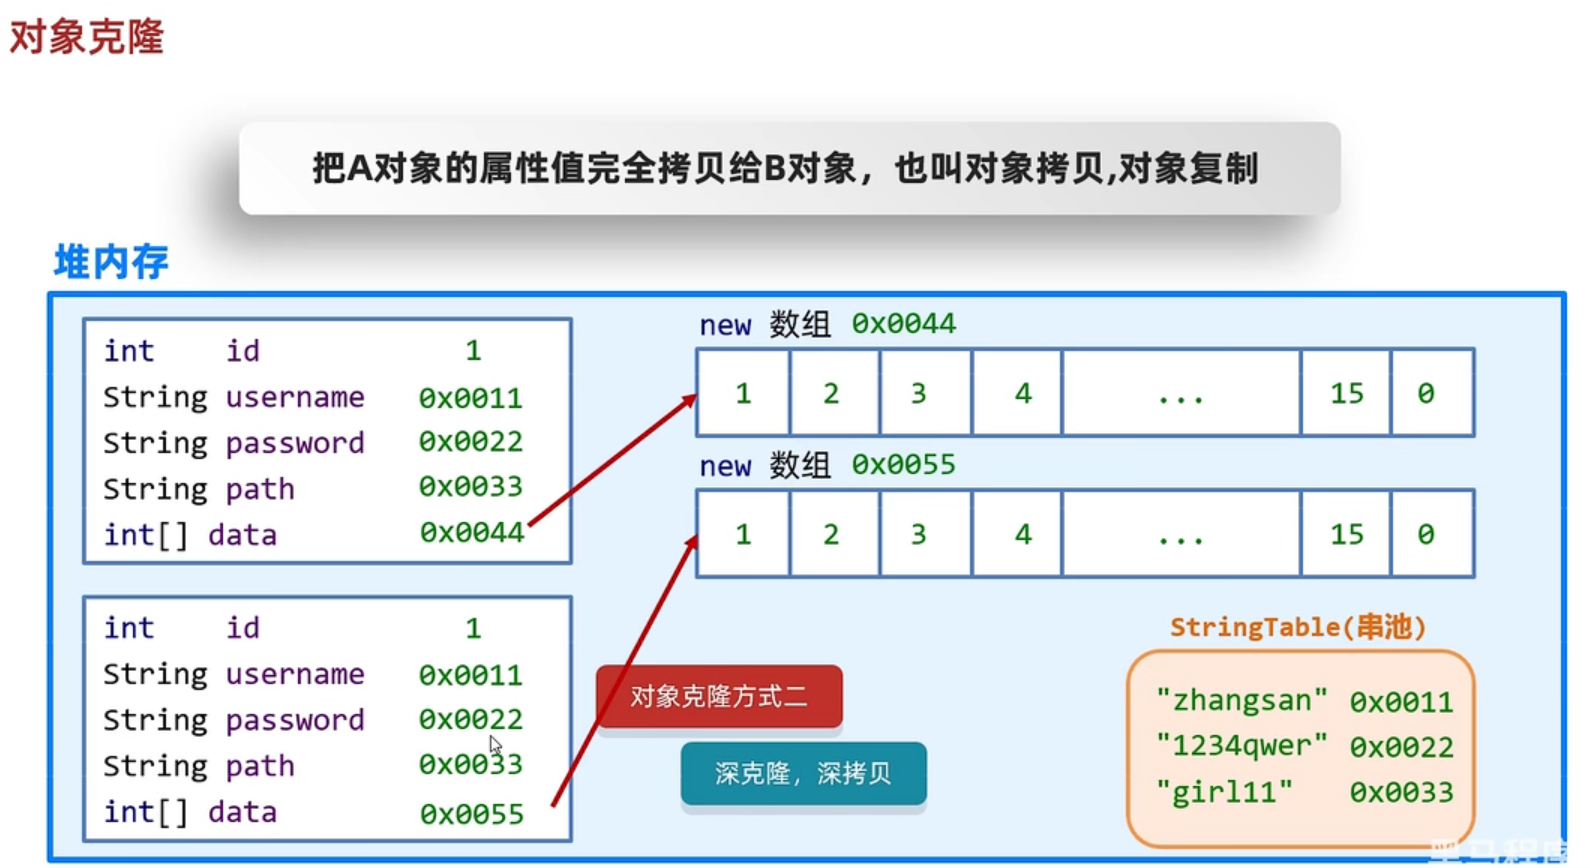 对象克隆
把A对象的属性值完全拷贝给B对象，也叫对象拷贝,对象复制
堆内存
int id 1
String username 0x0011
String password 0x0022
String path 0x0033
int[] data 0x0044
new 数组 0x0044
1 2 3 4 ... 15 0
new 数组 0x0055
1 2 3 4 ... 15 0
int id 1
String username 0x0011
String password 0x0022
String path 0x0033
int[] data 0x0055
对象克隆方式二
深克隆，深拷贝
StringTable(串池)
"zhangsan" 0x0011
"1234qwer" 0x0022
"girl11" 0x0033